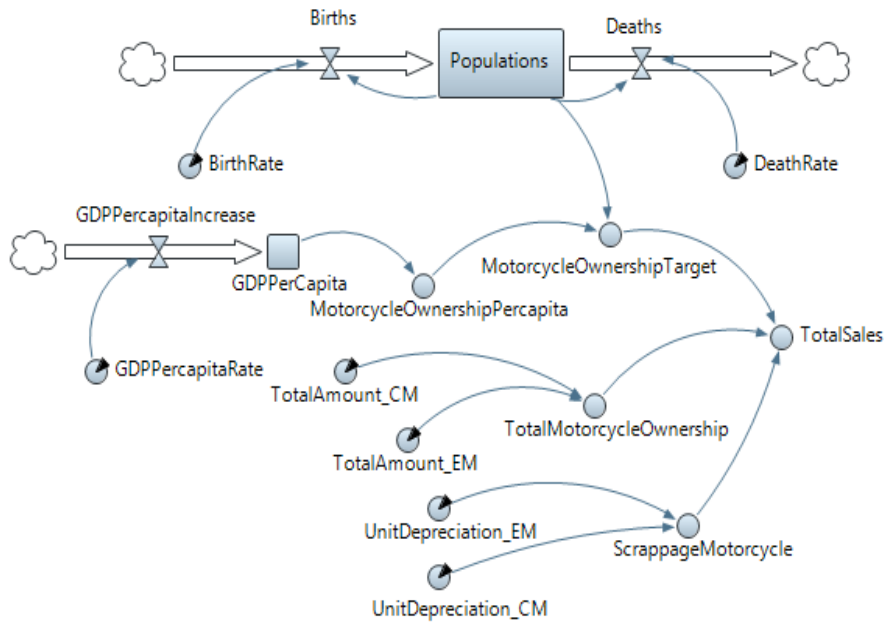 Births
Deaths
Populations
BirthRate
DeathRate
GDPPercapitaIncrease
MotorcycleOwnershipTarget
GDPPerCapita
MotorcycleOwnershipPercapita
TotalSales
GDPPercapitaRate
TotalAmount_CM
TotalMotorcycleOwnership
TotalAmount_EM
UnitDepreciation_EM
ScrappageMotorcycle
UnitDepreciation_CM